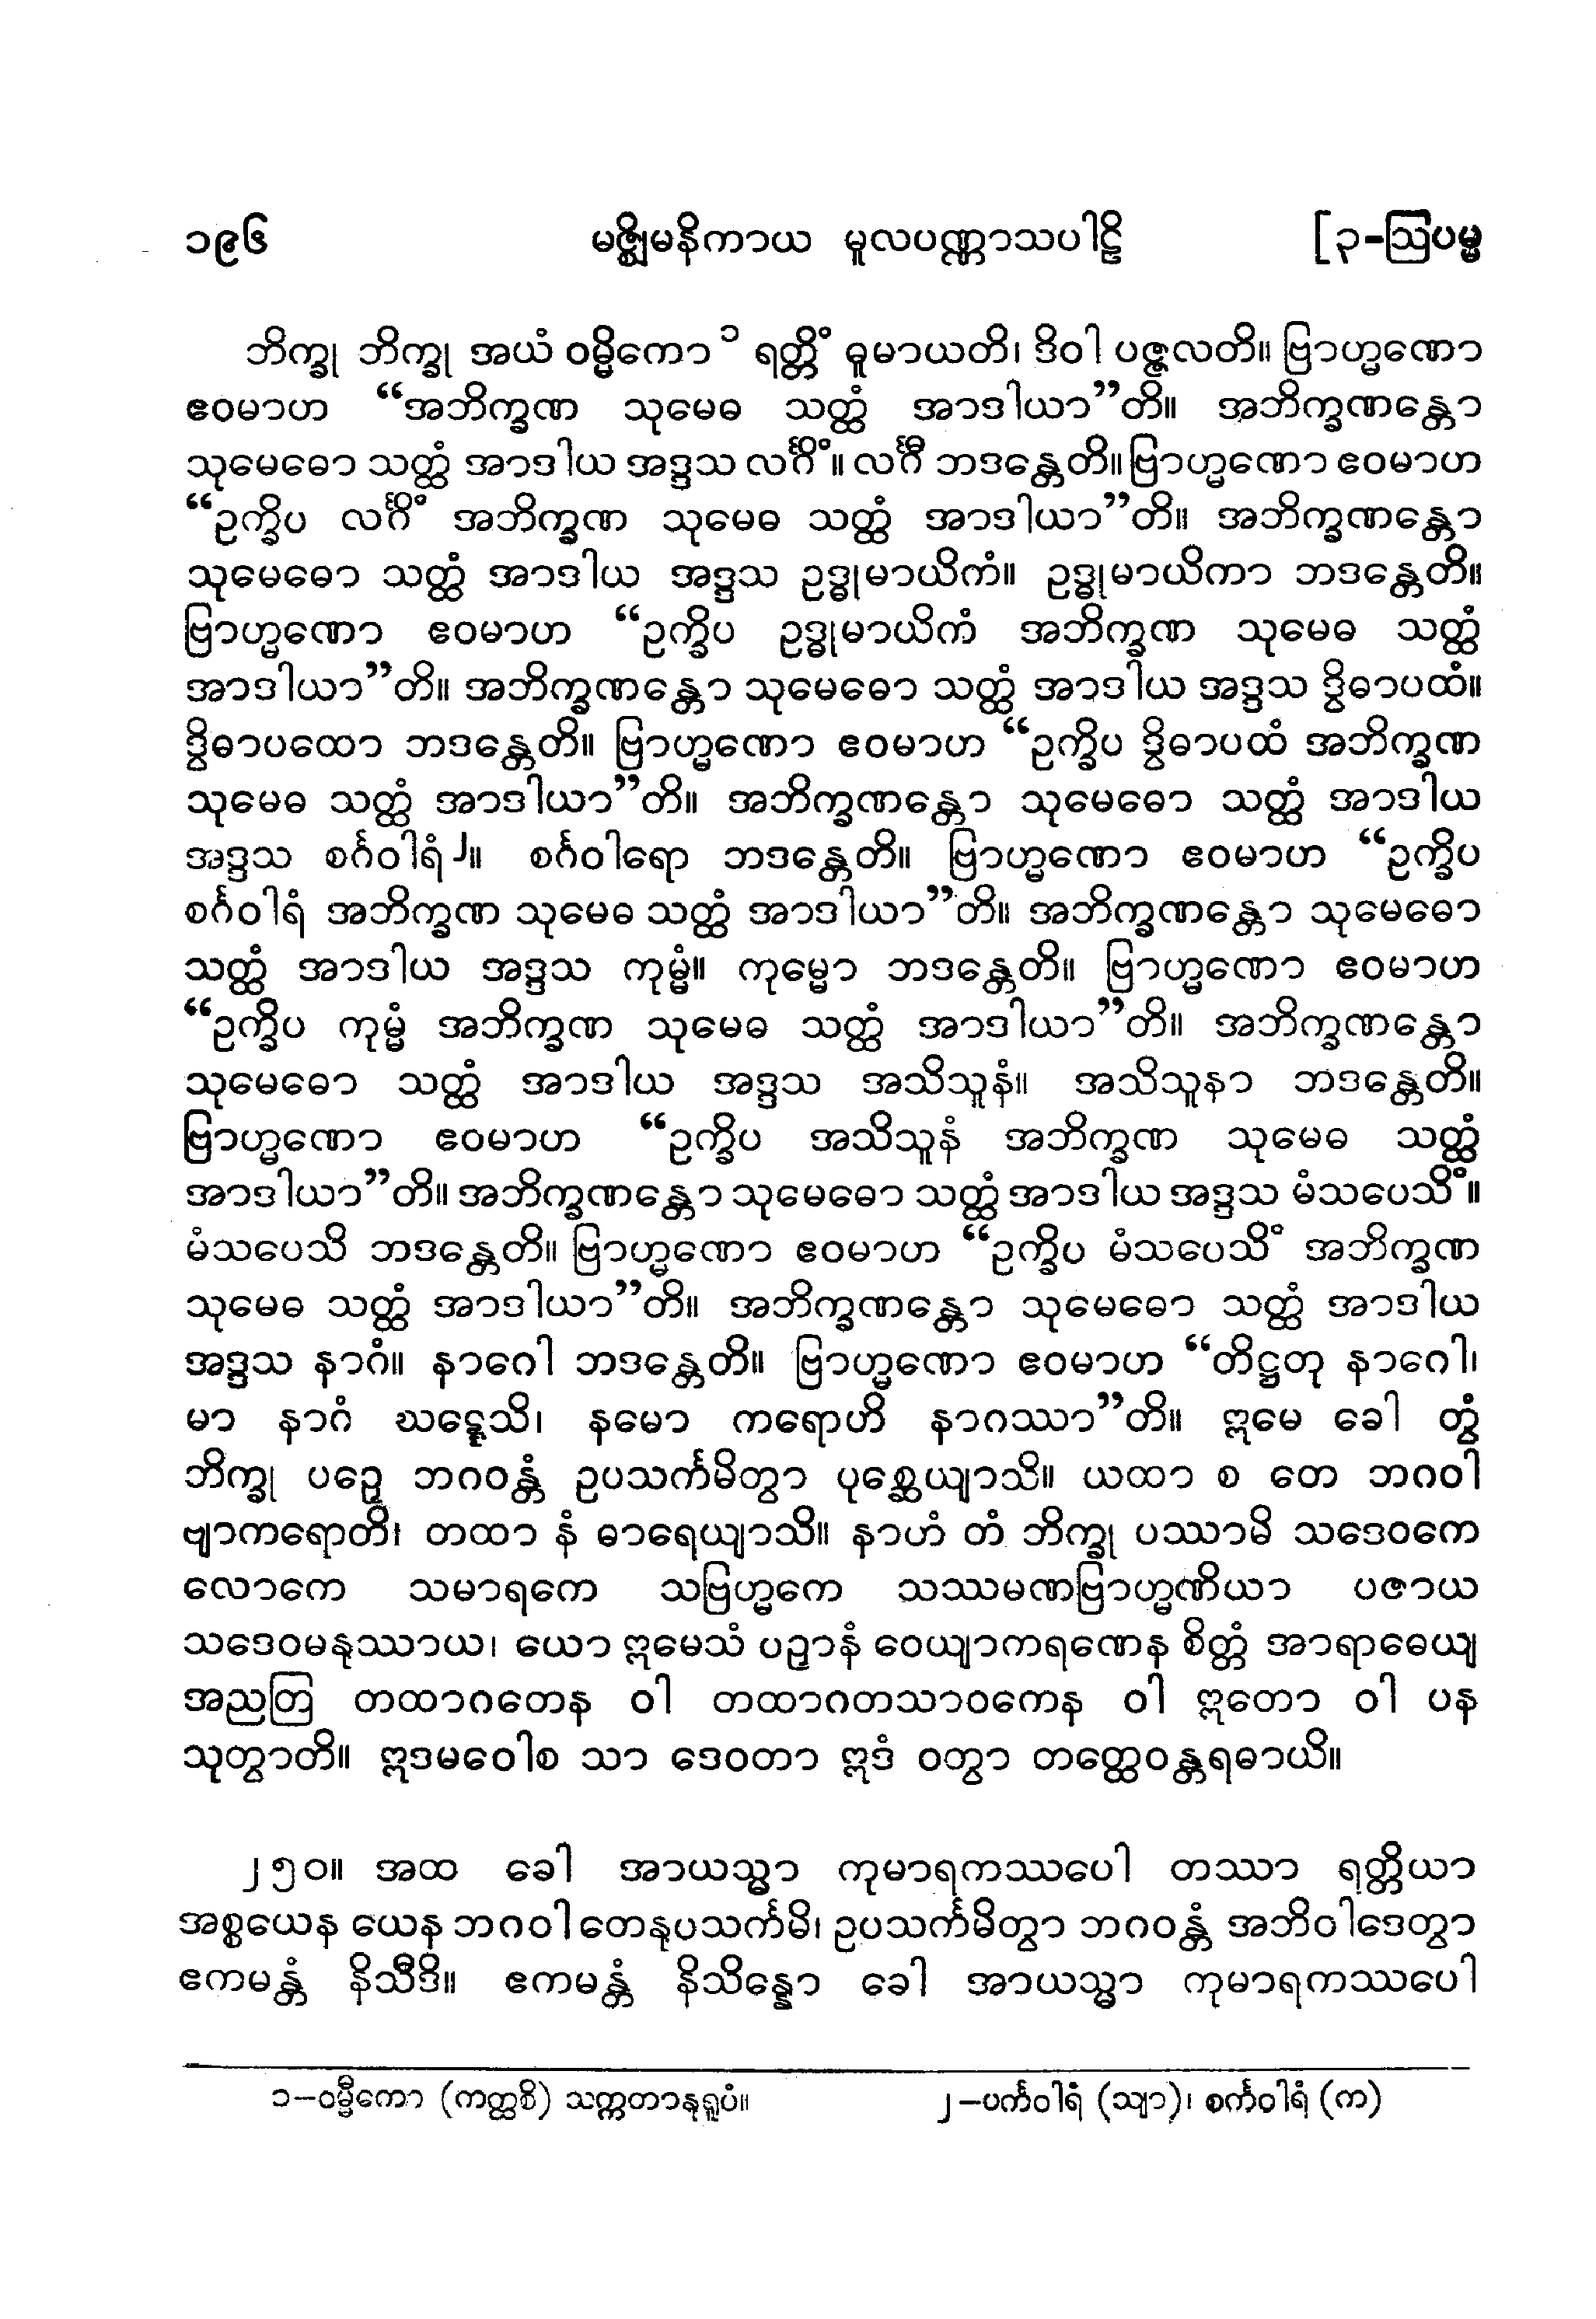 ၁၉၆ မဇ္ဈိမနိကာယ မူလပဏ္ဏာသပါဠိ [၃-ဩပမ္မ
ဘိက္ခု ဘိက္ခု အယံ ဝမ္မိကော ၁ ရတ္တိံ ဓူမာယတိ၊ ဒိဝါ ပဇ္ဇလတိ။ ဗြာဟ္မဏော
ဧဝမာဟ “အဘိက္ခဏ သုမေဓ သတ္ထံ အာဒါယာ”တိ။ အဘိက္ခဏန္တော
သုမေဓော သတ္ထံ အာဒါယ အဒ္ဒသ လင်္ဂိံ။ လင်္ဂီ ဘဒန္တေတိ။ ဗြာဟ္မဏော ဧဝမာဟ
“ဥက္ခိပ လင်္ဂိံ အဘိက္ခဏ သုမေဓ သတ္ထံ အာဒါယာ”တိ။ အဘိက္ခဏန္တော
သုမေဓော သတ္ထံ အာဒါယ အဒ္ဒသ ဥဒ္ဓုမာယိကံ။ ဥဒ္ဓုမာယိကာ ဘဒန္တေတိ။
ဗြာဟ္မဏော ဧဝမာဟ “ဥက္ခိပ ဥဒ္ဓုမာယိကံ အဘိက္ခဏ သုမေဓ သတ္ထံ
အာဒါယာ”တိ။ အဘိက္ခဏန္တော သုမေဓော သတ္ထံ အာဒါယ အဒ္ဒသ ဒွိဓာပထံ။
ဒွိဓာပထော ဘဒန္တေတိ။ ဗြာဟ္မဏော ဧဝမာဟ “ဥက္ခိပ ဒွိဓာပထံ အဘိက္ခဏ
သုမေဓ သတ္ထံ အာဒါယာ”တိ။ အဘိက္ခဏန္တော သုမေဓော သတ္ထံ အာဒါယ
အဒ္ဒသ စင်္ဂဝါရံ ၂။ စင်္ဂဝါရော ဘဒန္တေတိ။ ဗြာဟ္မဏော ဧဝမာဟ “ဥက္ခိပ
စင်္ဂဝါရံ အဘိက္ခဏ သုမေဓ သတ္ထံ အာဒါယာ”တိ။ အဘိက္ခဏန္တော သုမေဓော
သတ္ထံ အာဒါယ အဒ္ဒသ ကုမ္မံ။ ကုမ္မော ဘဒန္တေတိ။ ဗြာဟ္မဏော ဧဝမာဟ
“ဥက္ခိပ ကုမ္မံ အဘိက္ခဏ သုမေဓ သတ္ထံ အာဒါယာ”တိ။ အဘိက္ခဏန္တော
သုမေဓော သတ္ထံ အာဒါယ အဒ္ဒသ အသိသူနံ။ အသိသူနာ ဘဒန္တေတိ။
ဗြာဟ္မဏော ဧဝမာဟ “ဥက္ခိပ အသိသူနံ အဘိက္ခဏ သုမေဓ သတ္ထံ
အာဒါယာ”တိ။ အဘိက္ခဏန္တော သုမေဓော သတ္ထံ အာဒါယ အဒ္ဒသ မံသပေသိံ။
မံသပေသိ ဘဒန္တေတိ။ ဗြာဟ္မဏော ဧဝမာဟ “ဥက္ခိပ မံသပေသိံ အဘိက္ခဏ
သုမေဓ သတ္ထံ အာဒါယာ”တိ။ အဘိက္ခဏန္တော သုမေဓော သတ္ထံ အာဒါယ
အဒ္ဒသ နာဂံ။ နာဂေါ ဘဒန္တေတိ။ ဗြာဟ္မဏော ဧဝမာဟ “တိဋ္ဌတု နာဂေါ၊
မာ နာဂံ ဃဋ္ဋေသိ၊ နမော ကရောဟိ နာဂဿာ”တိ။ ဣမေ ခေါ တွံ
ဘိက္ခု ပဉှေ ဘဂဝန္တံ ဥပသင်္ကမိတွာ ပုစ္ဆေယျာသိ။ ယထာ စ တေ ဘဂဝါ
ဗျာကရောတိ၊ တထာ နံ ဓာရေယျာသိ။ နာဟံ တံ ဘိက္ခု ပဿာမိ သဒေဝကေ
လောကေ သမာရကေ သဗြဟ္မကေ သဿမဏဗြာဟ္မဏိယာ ပဇာယ
သဒေဝမနုဿာယ၊ ယော ဣမေသံ ပဉှာနံ ဝေယျာကရဏေန စိတ္တံ အာရာဓေယျ
အညတြ တထာဂတေန ဝါ တထာဂတသာဝကေန ဝါ ဣတော ဝါ ပန
သုတွာတိ။ ဣဒမဝေါစ သာ ဒေဝတာ ဣဒံ ဝတွာ တတ္ထေဝန္တရဓာယိ။
၂၅၀။ အထ ခေါ အာယသ္မာ ကုမာရကဿပေါ တဿာ ရတ္တိယာ
အစ္စယေန ယေန ဘဂဝါ တေနုပသင်္ကမိ၊ ဥပသင်္ကမိတွာ ဘဂဝန္တံ အဘိဝါဒေတွာ
ဧကမန္တံ နိသီဒိ။ ဧကမန္တံ နိသိန္နော ခေါ အာယသ္မာ ကုမာရကဿပေါ
၁-ဝမ္မီကော (ကတ္ထစိ) သက္ကတာနုရူပံ။ ၂-ပင်္ကဝါရံ (သျာ)၊ စင်္ကဝါရံ (က)